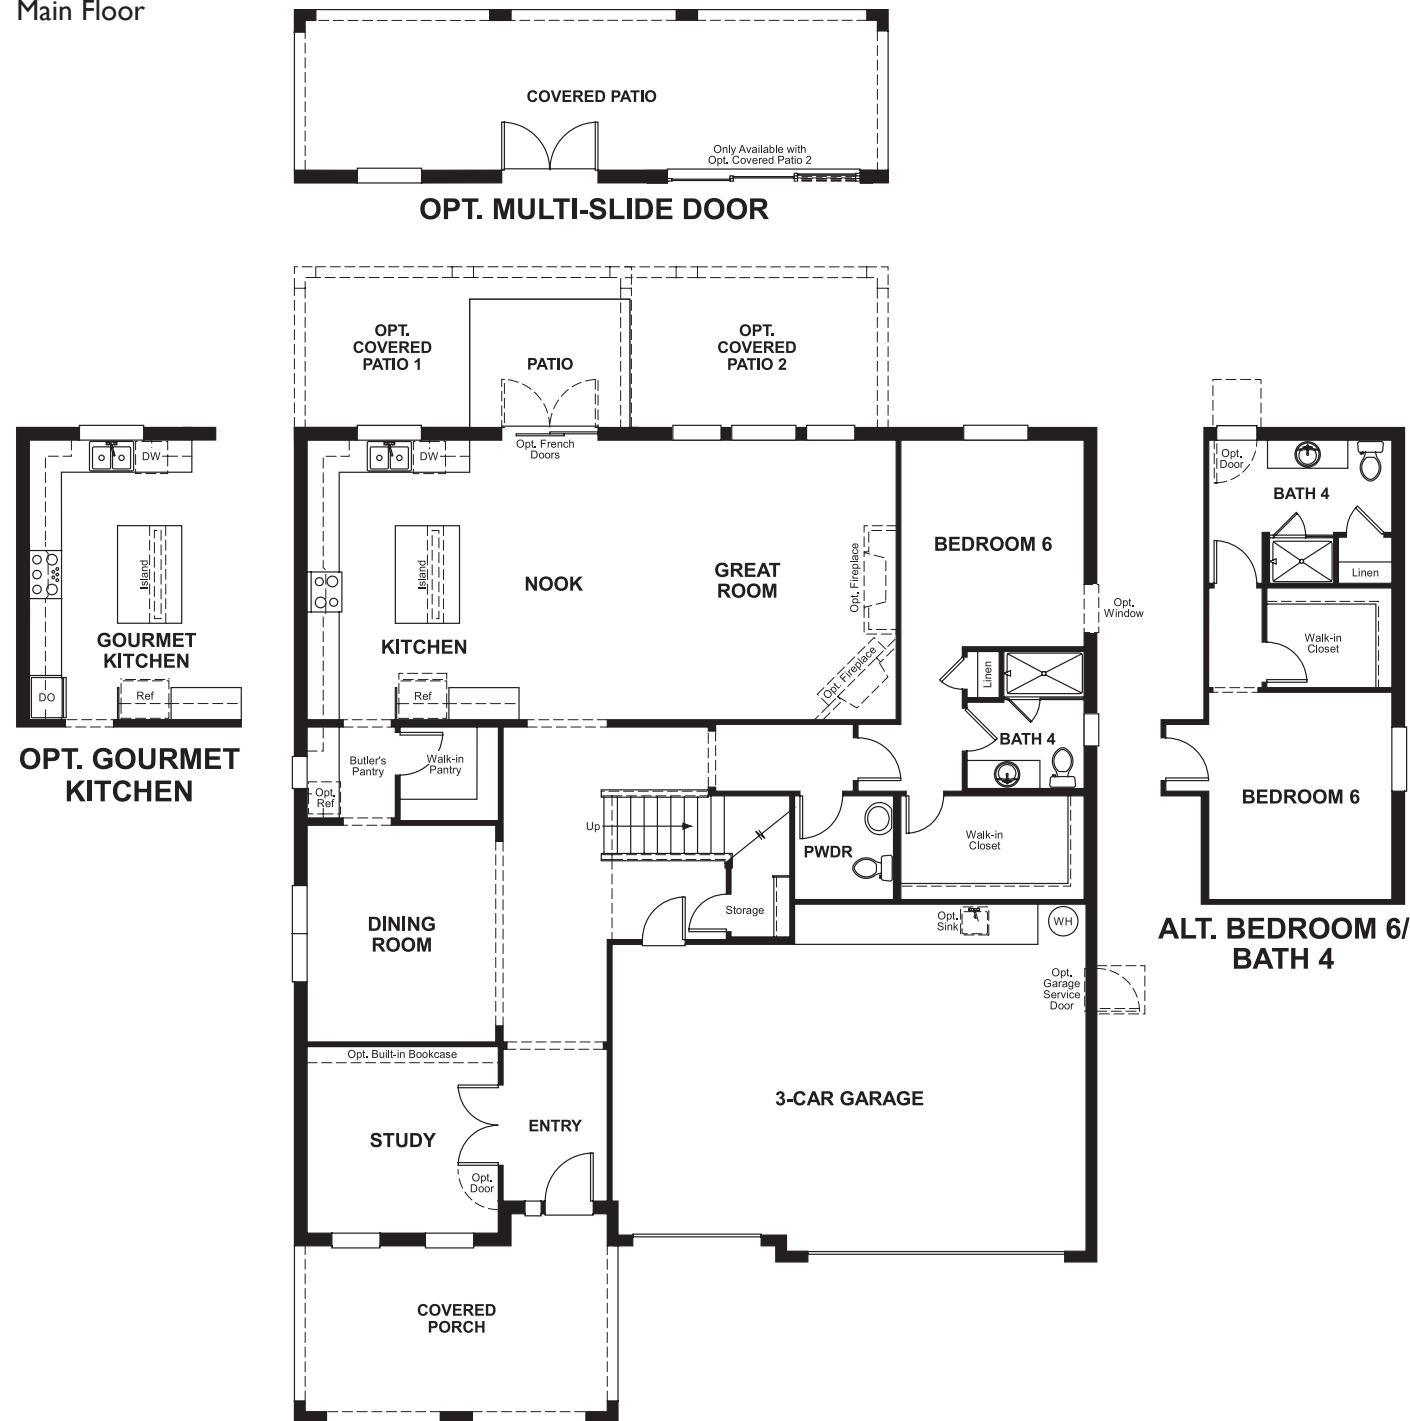 Main Floor
COVERED PATIO
Only Available with
Opt. Covered Patio 2
OPT. MULTI-SLIDE DOOR
OPT.
COVERED
PATIO 1
PATIO
OPT.
COVERED
PATIO 2
Opt. French
Doors
DW
Island
GOURMET
KITCHEN
DO
Ref
OPT. GOURMET
KITCHEN
DW
Island
KITCHEN
Ref
NOOK
GREAT
ROOM
Opt. Fireplace
Opt. Fireplace
BEDROOM 6
Opt.
Window
Linen
BATH 4
Opt.
Door
BATH 4
Linen
Walk-in
Closet
BEDROOM 6
ALT. BEDROOM 6/
BATH 4
Butler's
Pantry
Walk-in
Pantry
Opt.
Ref
Up
PWDR
Walk-in
Closet
Storage
DINING
ROOM
Opt.
Sink
WH
Opt.
Garage
Service
Door
Opt. Built-in Bookcase
STUDY
ENTRY
Opt.
Door
3-CAR GARAGE
COVERED
PORCH